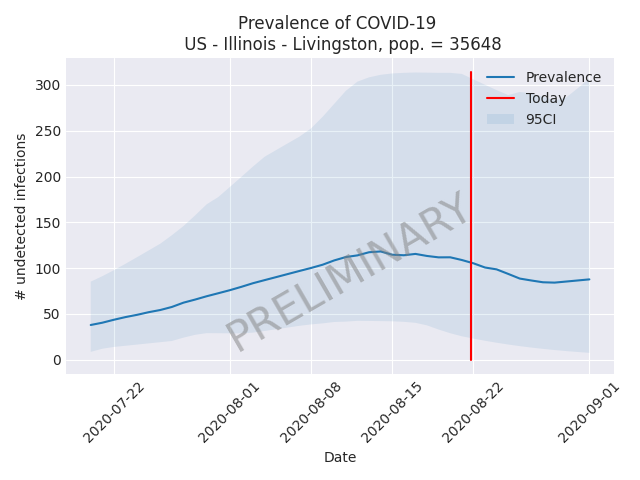 Prevalence of COVID-19
US - Illinois - Livingston, pop. = 35648
# undetected infections
300
250
200
150
100
50
0
Prevalence
Today
95CI
PRELIMINARY
2020-07-22
2020-08-01
2020-08-08
2020-08-15
2020-08-22
2020-09-01
Date